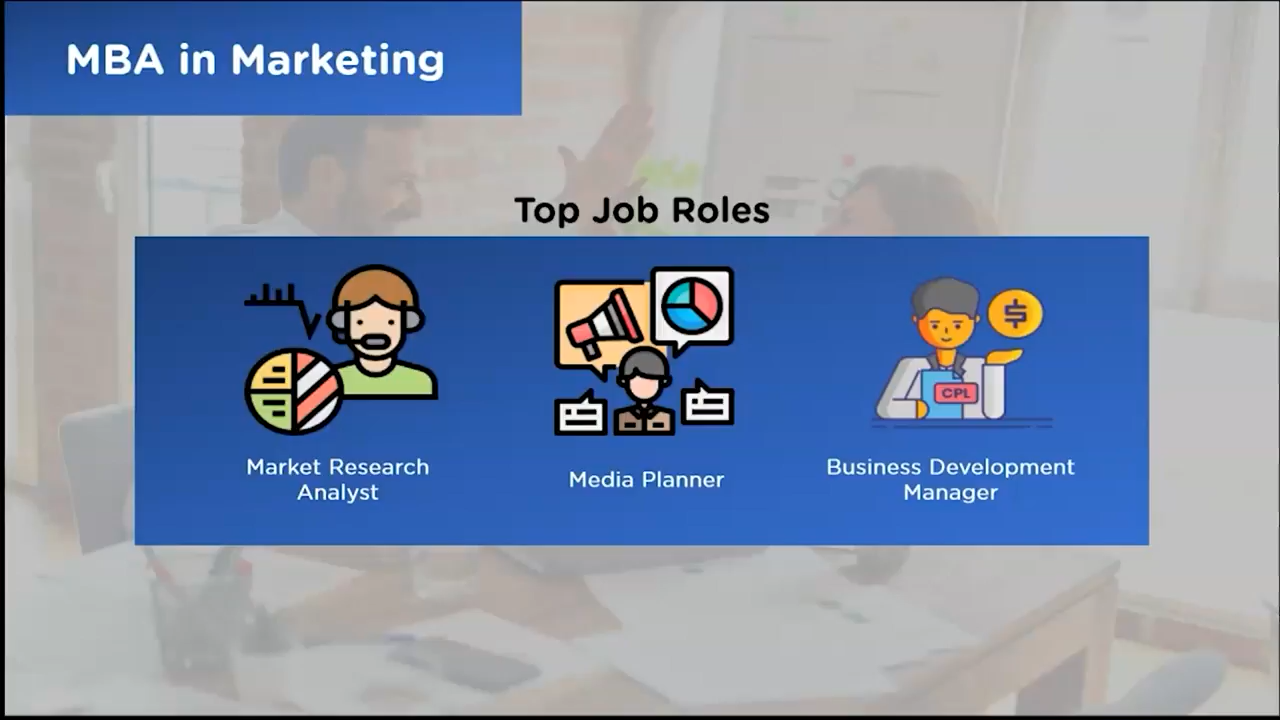 MBA in Marketing
Top Job Roles
CPL
Market Research
Analyst
Media Planner
Business Development
Manager